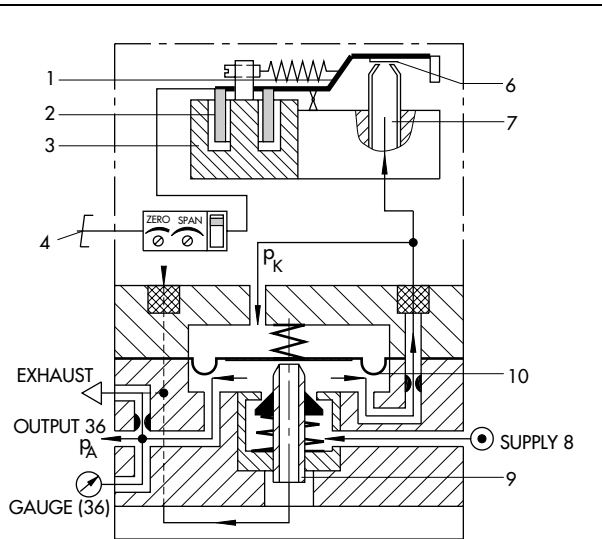 1
2
3
4
6
7
ZERO SPAN
pK
10
EXHAUST
OUTPUT 36
pA
SUPPLY 8
9
GAUGE (36)